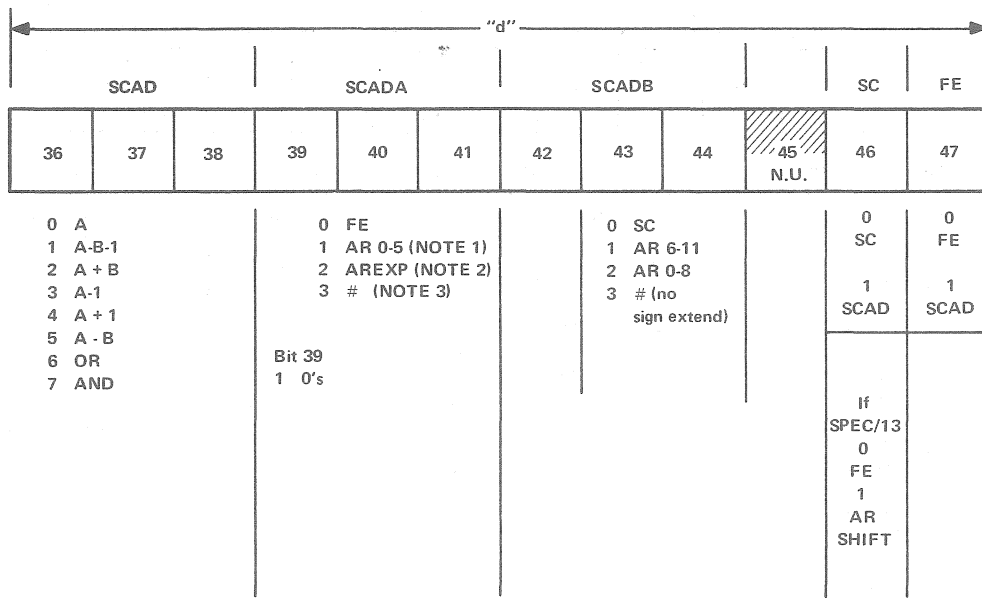 "d"
SCAD SCADA SCADB SC FE
36 37 38 39 40 41 42 43 44 45 46 47
N.U.
0 A
1 A-B-1
2 A + B
3 A-1
4 A + 1
5 A - B
6 OR
7 AND
0 FE
1 AR 0-5 (NOTE 1)
2 AREXP (NOTE 2)
3 # (NOTE 3)
Bit 39
1 0's
0 SC
1 AR 6-11
2 AR 0-8
3 # (no
sign extend)
0
SC
1
SCAD
If
SPEC/13
0
FE
1
AR
SHIFT
0
FE
1
SCAD